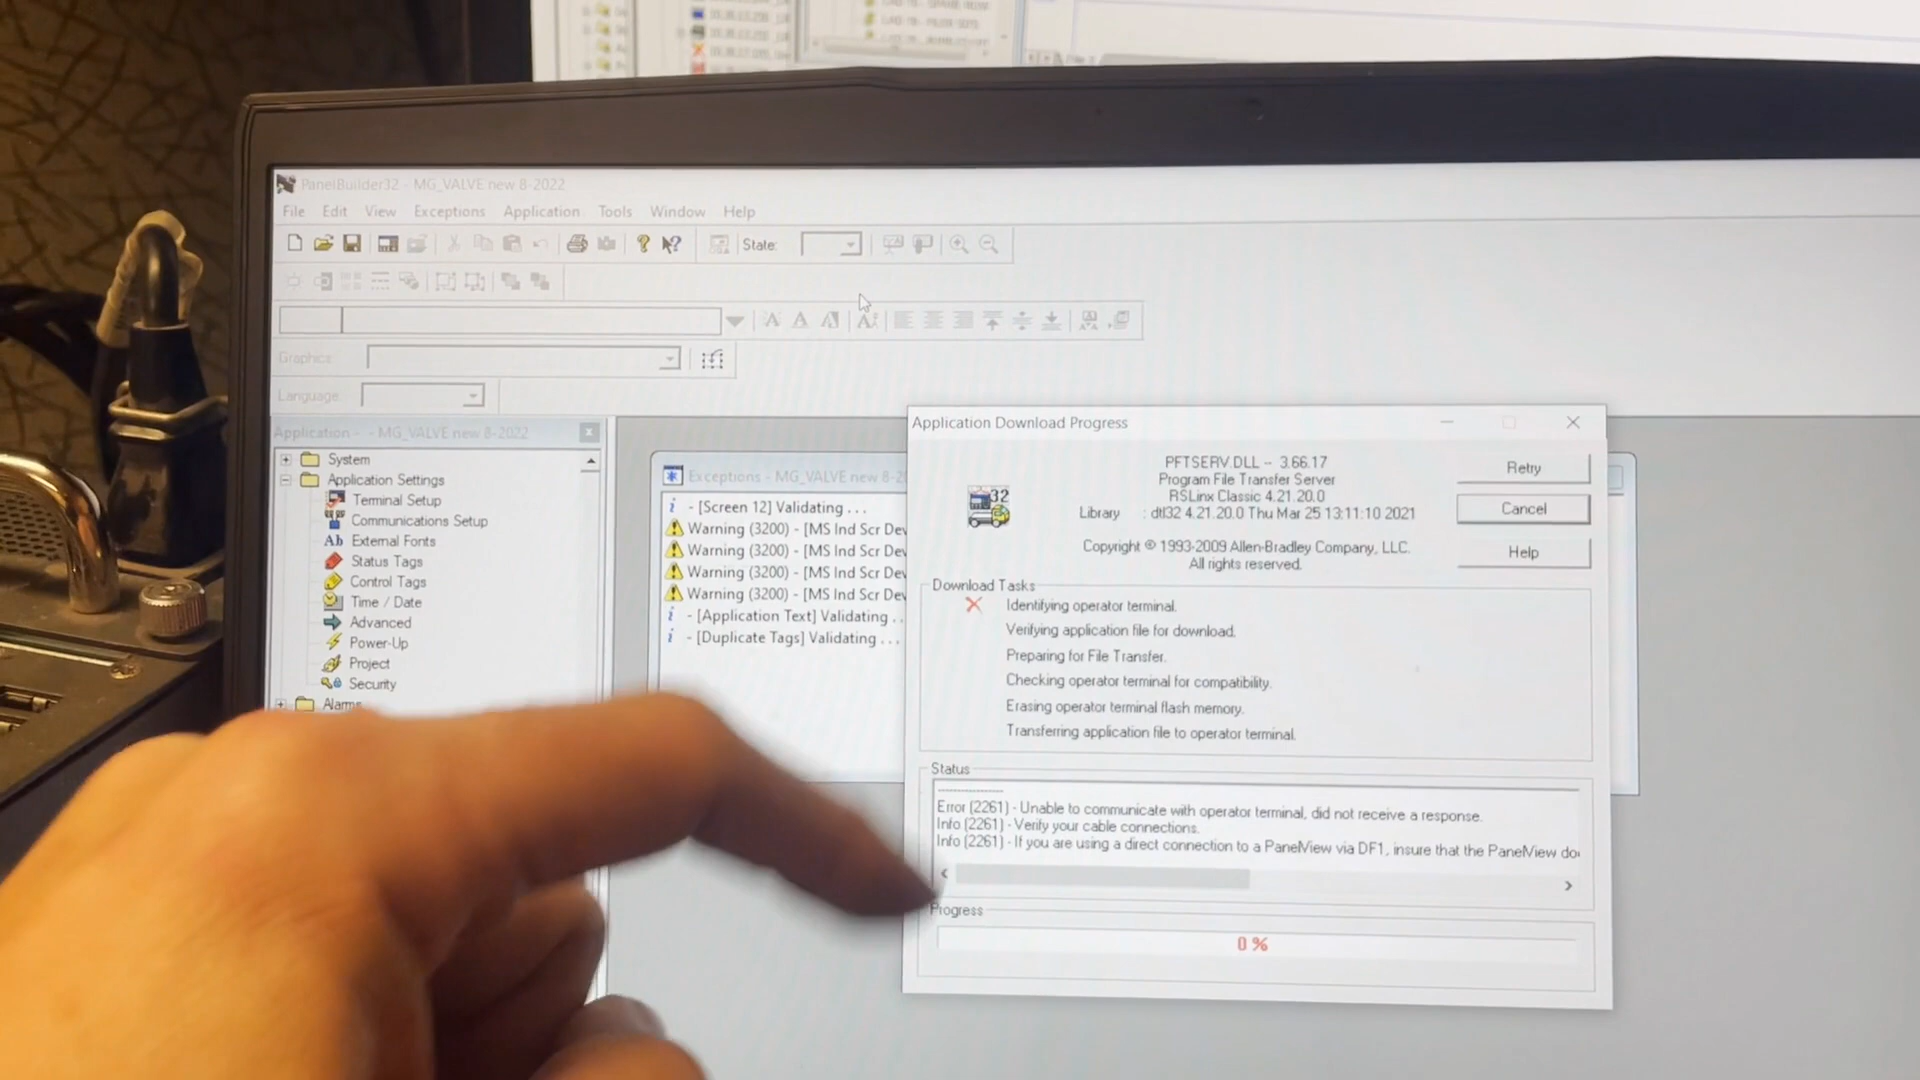 PanelBuilder32 - MG_VALVE new 8-2022
File Edit View Exceptions Application Tools Window Help
State:
Graphics:
Language:
Application - - MG_VALVE new 8-2022
System
Application Settings
Terminal Setup
Communications Setup
Ab External Fonts
Status Tags
Control Tags
Time / Date
Advanced
Power-Up
Project
Security
Alarms
Exceptions - MG_VALVE new 8-20
i - [Screen 12] Validating . . .
Warning (3200) - [MS Ind Scr Dev
Warning (3200) - [MS Ind Scr Dev
Warning (3200) - [MS Ind Scr Dev
Warning (3200) - [MS Ind Scr Dev
i - [Application Text] Validating . .
i - [Duplicate Tags] Validating . . .
Application Download Progress
32
PFTSERV.DLL -- 3.66.17
Program File Transfer Server
RSLinx Classic 4.21.20.0
Library : dtl32 4.21.20.0 Thu Mar 25 13:11:10 2021
Copyright © 1993-2009 Allen-Bradley Company, LLC.
All rights reserved.
Retry
Cancel
Help
Download Tasks
Identifying operator terminal.
Verifying application file for download.
Preparing for File Transfer.
Checking operator terminal for compatibility.
Erasing operator terminal flash memory.
Transferring application file to operator terminal.
Status
------------------
Error [2261] - Unable to communicate with operator terminal, did not receive a response.
Info [2261] - Verify your cable connections.
Info [2261] - If you are using a direct connection to a PanelView via DF1, insure that the PanelView do
Progress
0 %